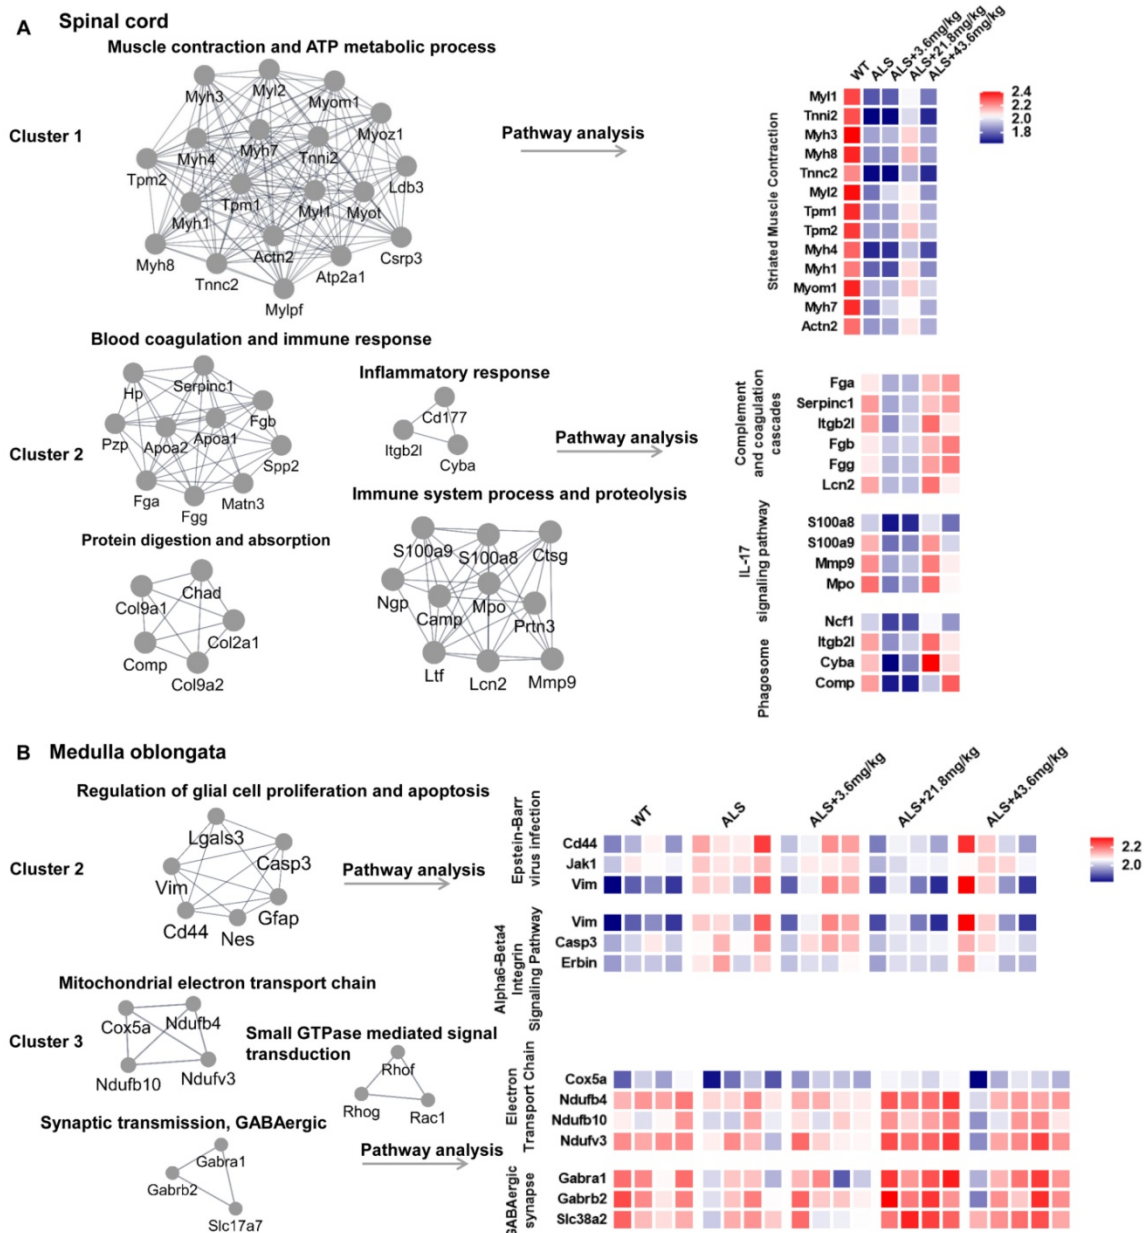 A Spinal cord
Muscle contraction and ATP metabolic process
Cluster 1
Myh3
Myl2
Myom1
Myoz1
Myh4
Myh7
Tnni2
Tpm2
Ldb3
Tpm1
Myl1
Myot
Myh1
Myh8
Actn2
Csrp3
Tnnc2
Atp2a1
Mylpf
Pathway analysis
WT
ALS
ALS+3.6mg/kg
ALS+21.8mg/kg
ALS+43.6mg/kg
Striated Muscle Contraction
Myl1
Tnni2
Myh3
Myh8
Tnnc2
Myl2
Tpm1
Tpm2
Myh4
Myh1
Myom1
Myh7
Actn2
2.4
2.2
2.0
1.8
Blood coagulation and immune response
Cluster 2
Hp
Serpinc1
Fgb
Pzp
Apoa2
Apoa1
Spp2
Fga
Fgg
Matn3
Inflammatory response
Cd177
Itgb2l
Cyba
Pathway analysis
Immune system process and proteolysis
S100a9
S100a8
Ctsg
Ngp
Camp
Mpo
Prtn3
Ltf
Lcn2
Mmp9
Protein digestion and absorption
Col9a1
Chad
Col2a1
Comp
Col9a2
Complement
and coagulation
cascades
Fga
Serpinc1
Itgb2l
Fgb
Fgg
Lcn2
IL-17
signaling pathway
S100a8
S100a9
Mmp9
Mpo
Phagosome
Ncf1
Itgb2l
Cyba
Comp
B Medulla oblongata
Regulation of glial cell proliferation and apoptosis
Cluster 2
Lgals3
Casp3
Vim
Gfap
Cd44
Nes
Pathway analysis
WT
ALS
ALS+3.6mg/kg
ALS+21.8mg/kg
ALS+43.6mg/kg
Epstein-Barr
virus infection
Cd44
Jak1
Vim
2.2
2.0
Alpha6-Beta4
Integrin
Signaling Pathway
Vim
Casp3
Erbin
Mitochondrial electron transport chain
Cluster 3
Cox5a
Ndufb4
Ndufb10
Ndufv3
Small GTPase mediated signal
transduction
Rhof
Rhog
Rac1
Synaptic transmission, GABAergic
Gabra1
Gabrb2
Slc17a7
Pathway analysis
Electron
Transport Chain
Cox5a
Ndufb4
Ndufb10
Ndufv3
GABAergic
synapse
Gabra1
Gabrb2
Slc38a2